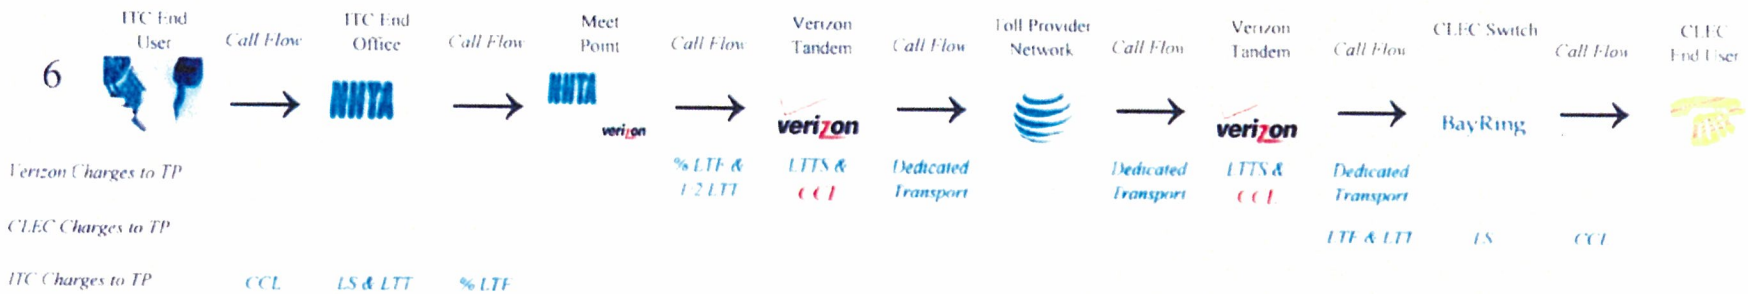 ITC End User
Call Flow
ITC End Office
Call Flow
Meet Point
Call Flow
Verizon Tandem
Call Flow
Toll Provider Network
Call Flow
Verizon Tandem
Call Flow
CLEC Switch
Call Flow
CLEC End User
6
NHTA
NHTA
verizon
verizon
verizon
BayRing
Verizon Charges to TP
% LTF & 1/2 LTT
LTTS & CCL
Dedicated Transport
Dedicated Transport
LTTS & CCL
Dedicated Transport
CLEC Charges to TP
LTF & LTT
LS
CCL
ITC Charges to TP
CCL
LS & LTT
% LTF